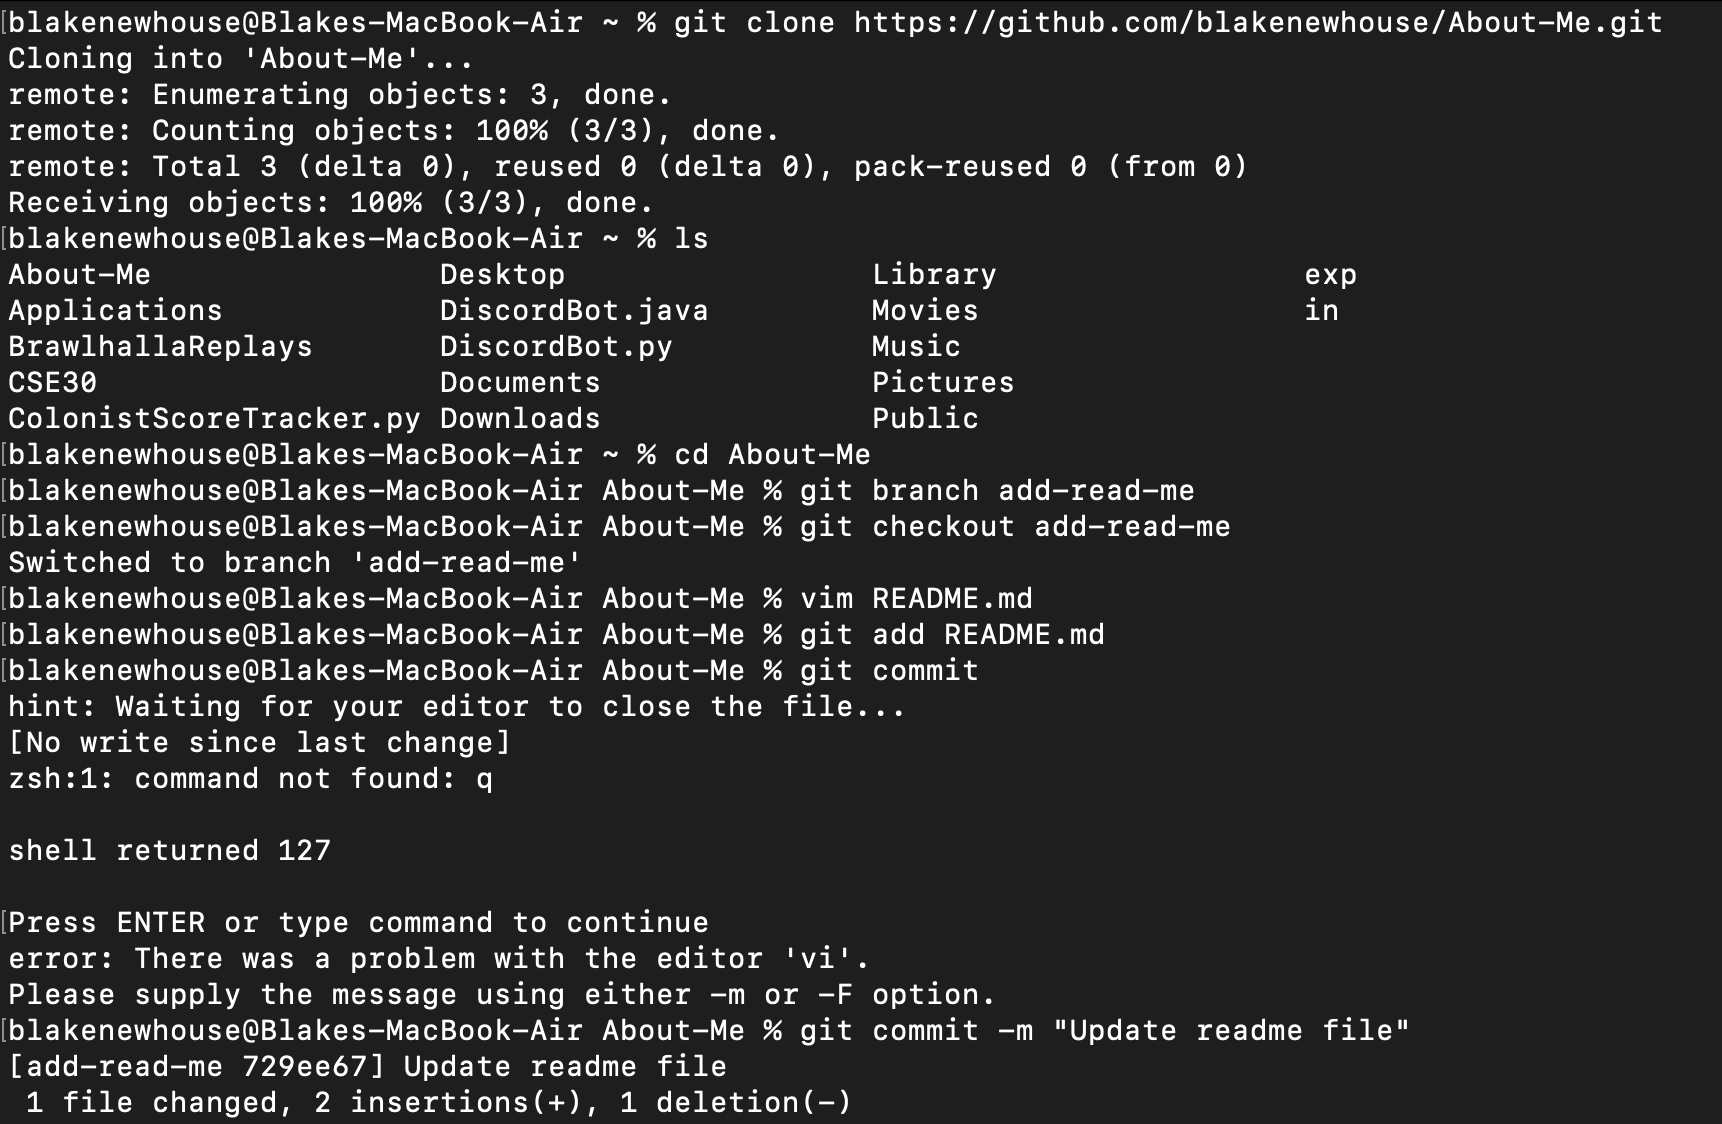 [blakenewhouse@Blakes-MacBook-Air ~ % git clone https://github.com/blakenewhouse/About-Me.git
Cloning into 'About-Me'...
remote: Enumerating objects: 3, done.
remote: Counting objects: 100% (3/3), done.
remote: Total 3 (delta 0), reused 0 (delta 0), pack-reused 0 (from 0)
Receiving objects: 100% (3/3), done.
[blakenewhouse@Blakes-MacBook-Air ~ % ls
About-Me Desktop Library exp
Applications DiscordBot.java Movies in
BrawlhallaReplays DiscordBot.py Music
CSE30 Documents Pictures
ColonistScoreTracker.py Downloads Public
[blakenewhouse@Blakes-MacBook-Air ~ % cd About-Me
[blakenewhouse@Blakes-MacBook-Air About-Me % git branch add-read-me
[blakenewhouse@Blakes-MacBook-Air About-Me % git checkout add-read-me
Switched to branch 'add-read-me'
[blakenewhouse@Blakes-MacBook-Air About-Me % vim README.md
[blakenewhouse@Blakes-MacBook-Air About-Me % git add README.md
[blakenewhouse@Blakes-MacBook-Air About-Me % git commit
hint: Waiting for your editor to close the file...
[No write since last change]
zsh:1: command not found: q
shell returned 127
[Press ENTER or type command to continue
error: There was a problem with the editor 'vi'.
Please supply the message using either -m or -F option.
[blakenewhouse@Blakes-MacBook-Air About-Me % git commit -m "Update readme file"
[add-read-me 729ee67] Update readme file
1 file changed, 2 insertions(+), 1 deletion(-)